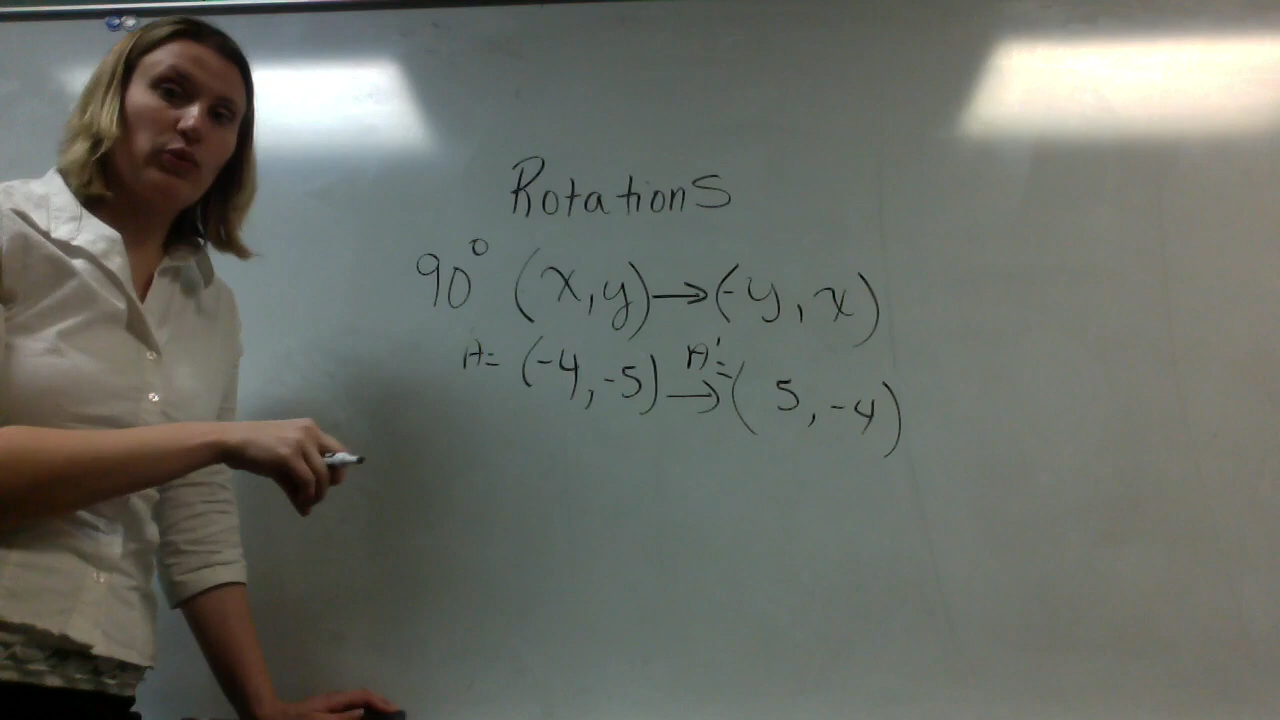 Rotations
90° (x,y)→(-y,x)
A= (-4,-5) A'=→(5,-4)